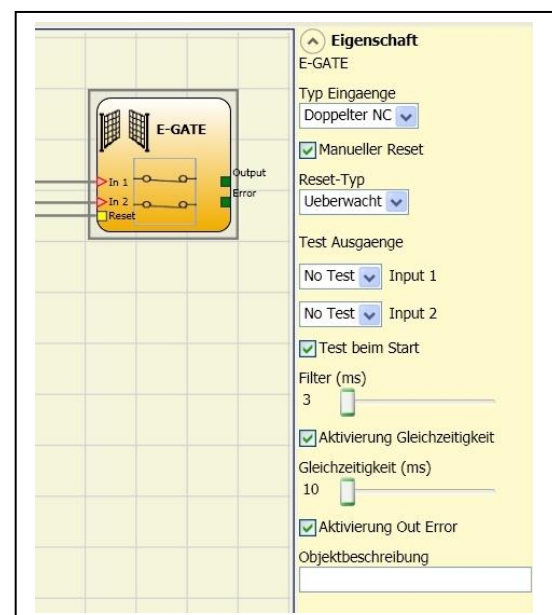 E-GATE
In 1
In 2
Reset
Output
Error
Eigenschaft
E-GATE
Typ Eingaenge
Doppelter NC
Manueller Reset
Reset-Typ
Ueberwacht
Test Ausgaenge
No Test Input 1
No Test Input 2
Test beim Start
Filter (ms)
3
Aktivierung Gleichzeitigkeit
Gleichzeitigkeit (ms)
10
Aktivierung Out Error
Objektbeschreibung